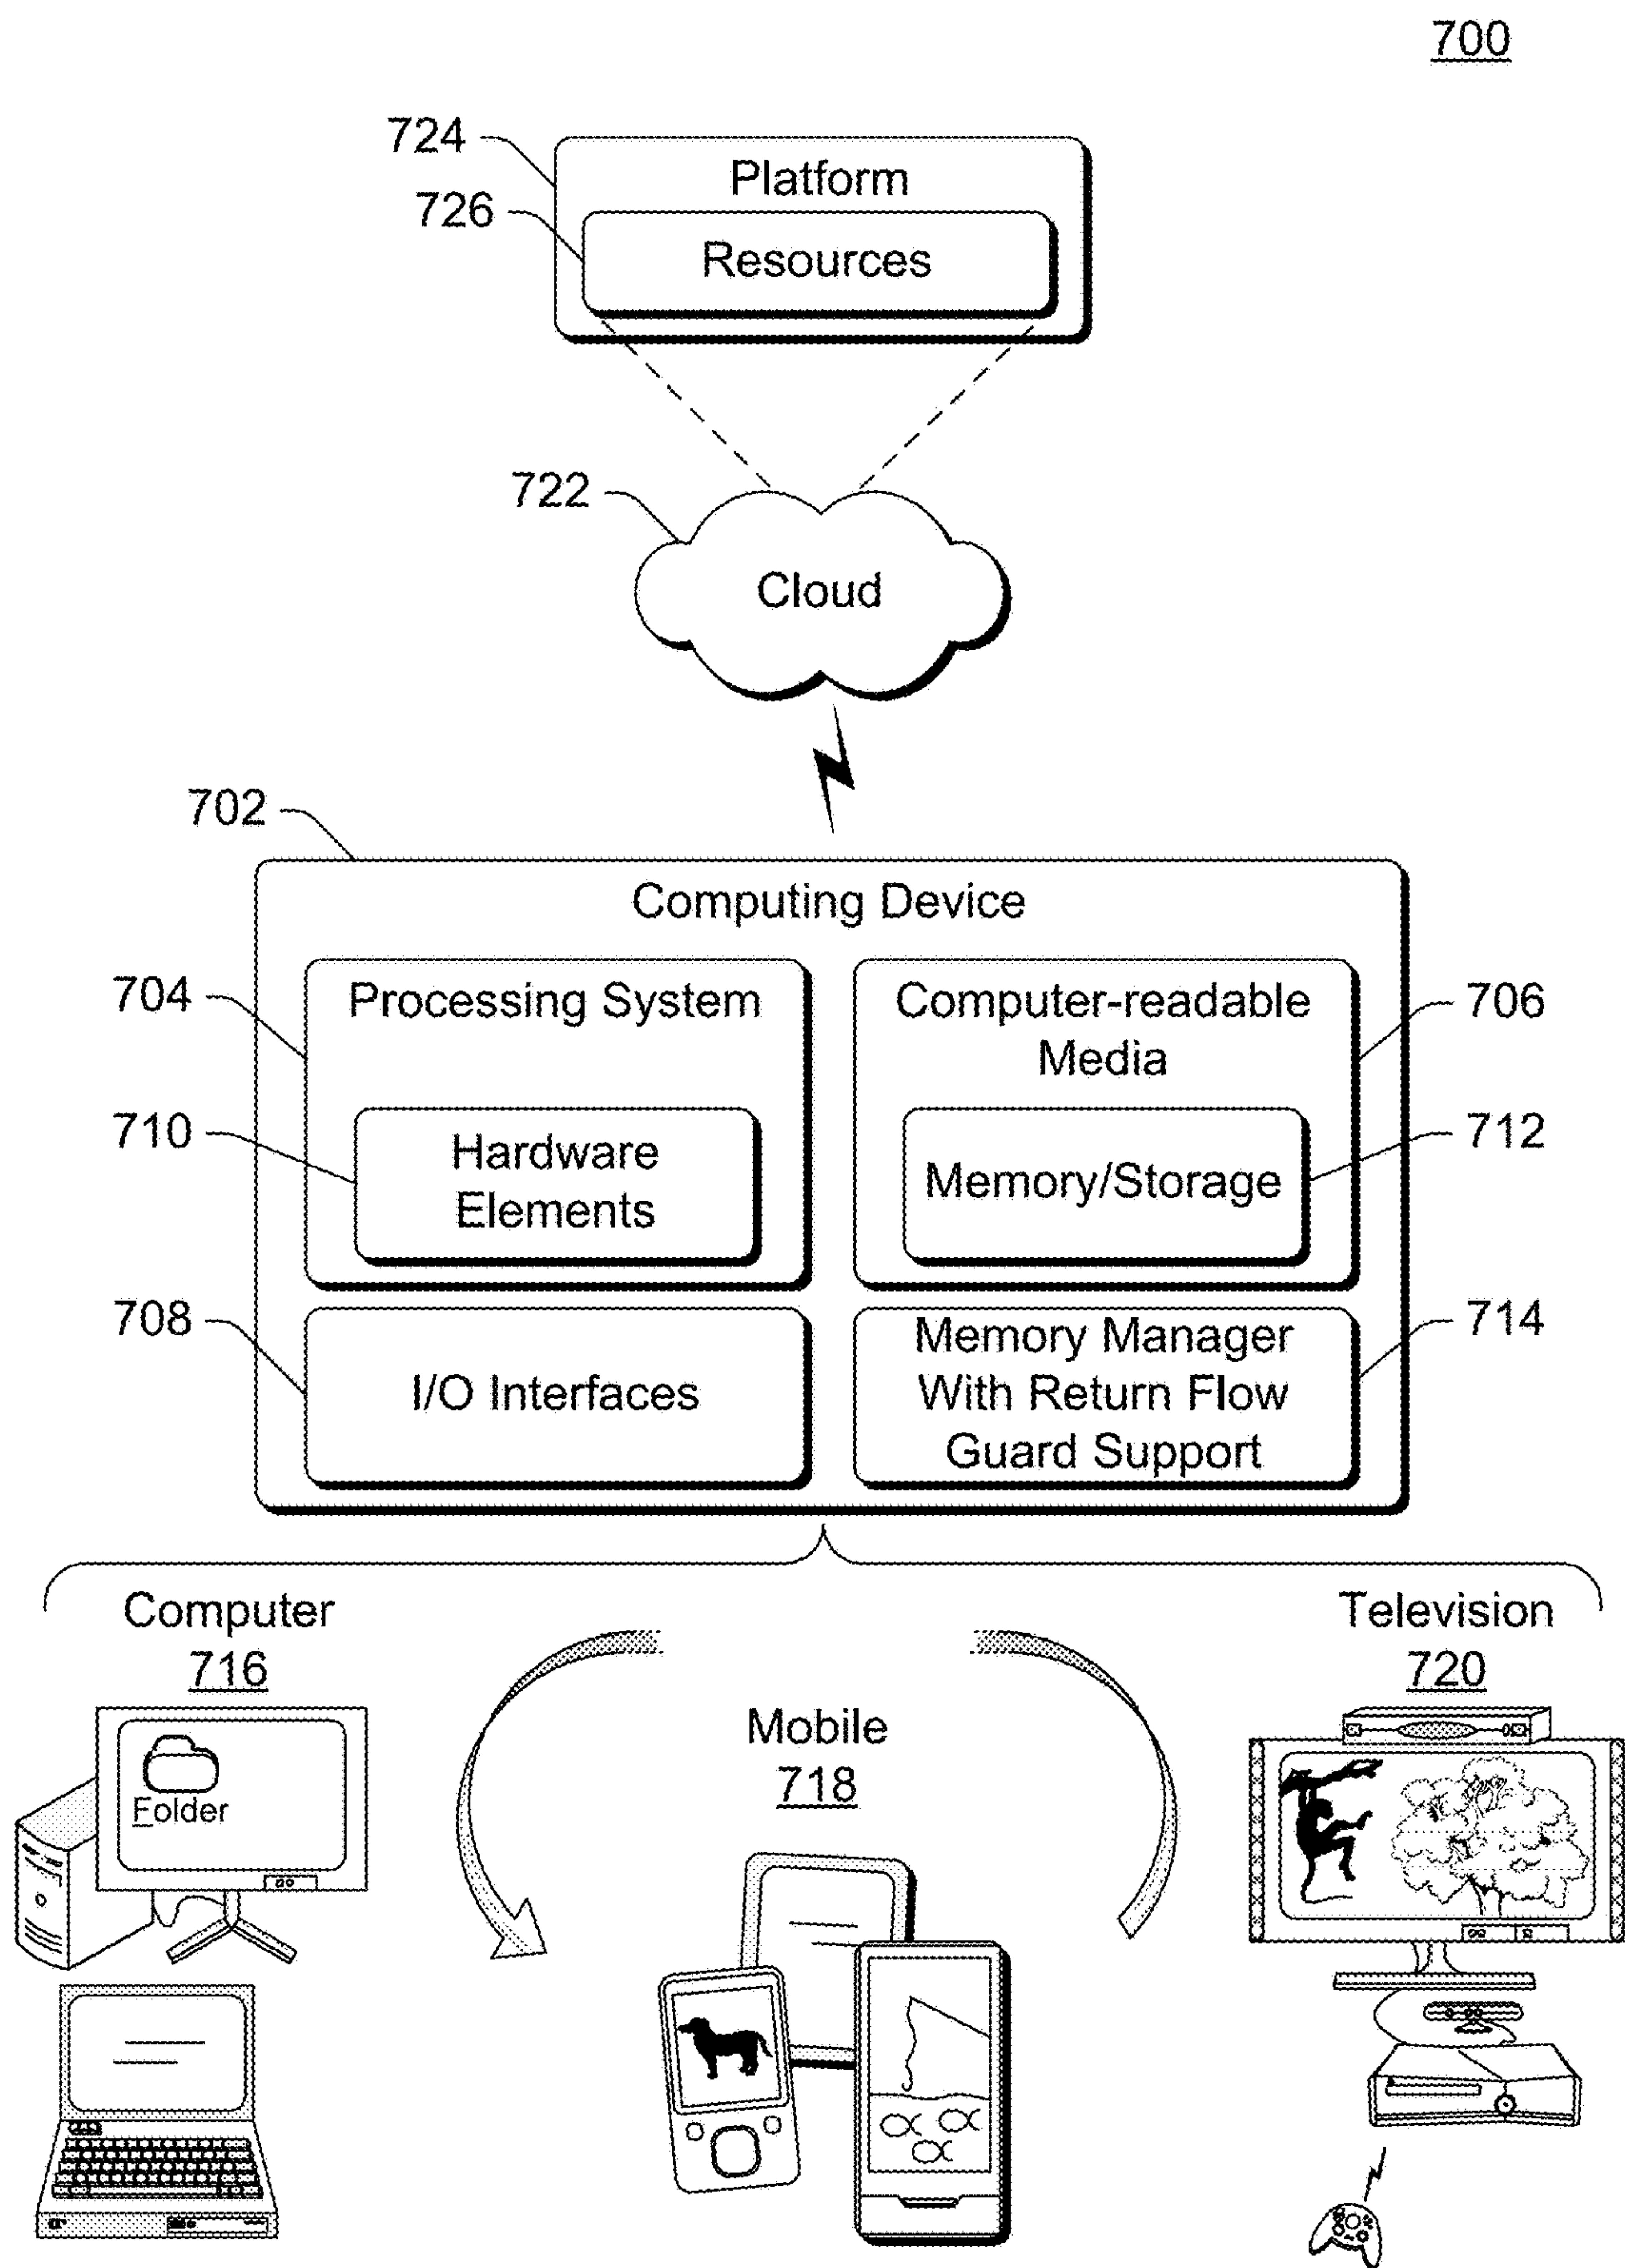 700
724
Platform
726
Resources
722
Cloud
702
Computing Device
704
Processing System
Computer-readable
Media
706
710
Hardware
Elements
Memory/Storage
712
708
I/O Interfaces
Memory Manager
With Return Flow
Guard Support
714
Computer
716
Folder
Mobile
718
Television
720